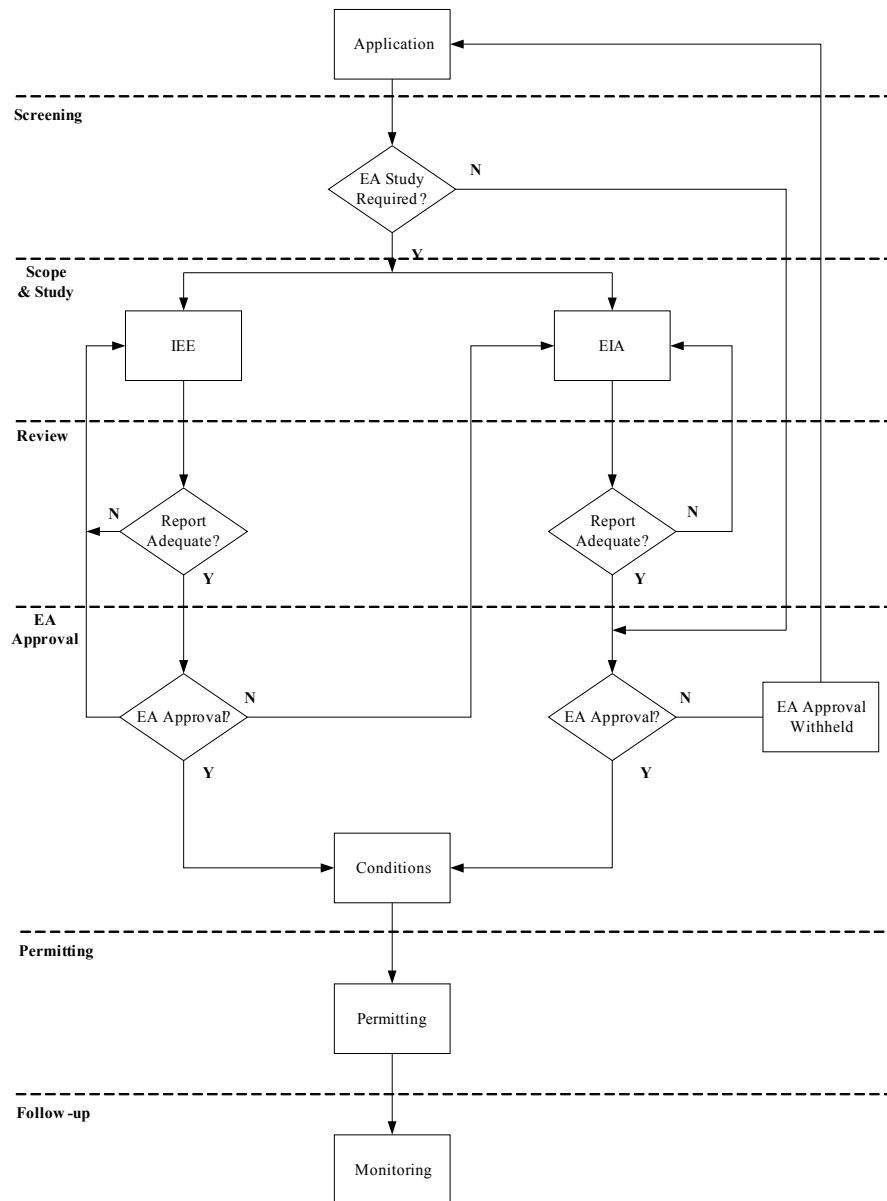 Application
Screening
EA Study
Required?
N
Y
Scope
& Study
IEE
EIA
Review
N
Report
Adequate?
Report
Adequate?
N
Y
Y
EA
Approval
EA Approval?
N
EA Approval?
N
EA Approval
Withheld
Y
Y
Conditions
Permitting
Permitting
Follow-up
Monitoring